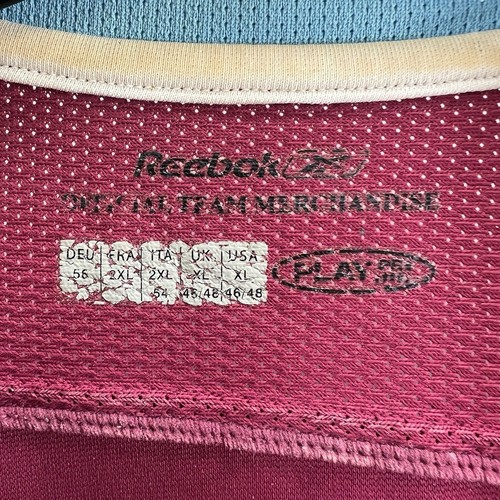 Reebok
OFFICIAL TEAM MERCHANDISE
DEU FRA ITA UK USA
56 2XL 2XL XL XL
54 46/48 46/48
PLAY DRY